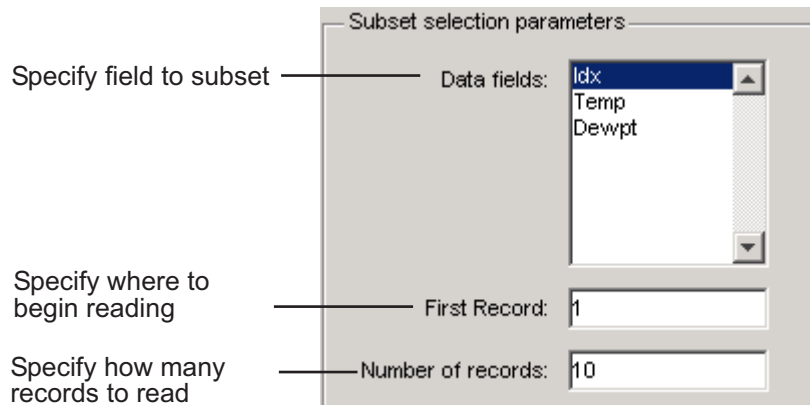 Subset selection parameters
Specify field to subset
Data fields:
Idx
Temp
Dewpt
Specify where to
begin reading
First Record:
1
Specify how many
records to read
Number of records:
10